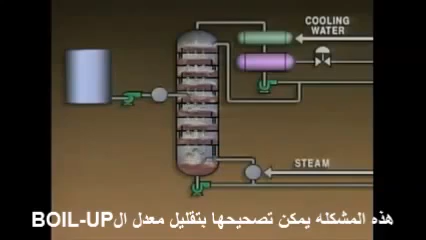 COOLING
WATER
STEAM
هذه المشكله يمكن تصحيحها بتقليل معدل الBOIL-UP